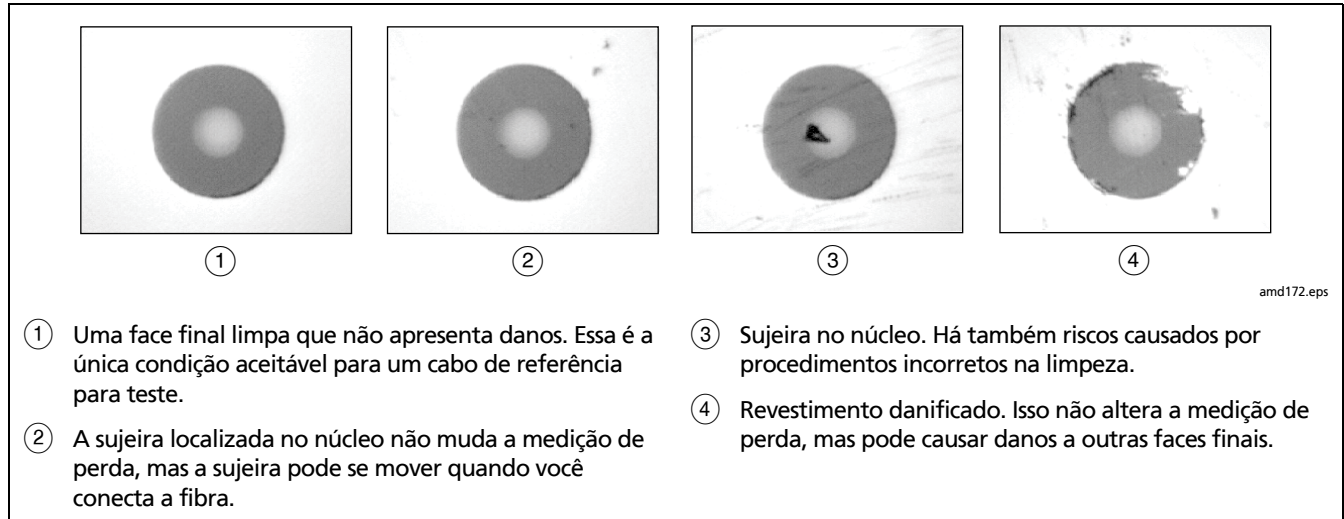 1
2
3
4
amd172.eps
1 Uma face final limpa que não apresenta danos. Essa é a
única condição aceitável para um cabo de referência
para teste.
2 A sujeira localizada no núcleo não muda a medição de
perda, mas a sujeira pode se mover quando você
conecta a fibra.
3 Sujeira no núcleo. Há também riscos causados por
procedimentos incorretos na limpeza.
4 Revestimento danificado. Isso não altera a medição de
perda, mas pode causar danos a outras faces finais.